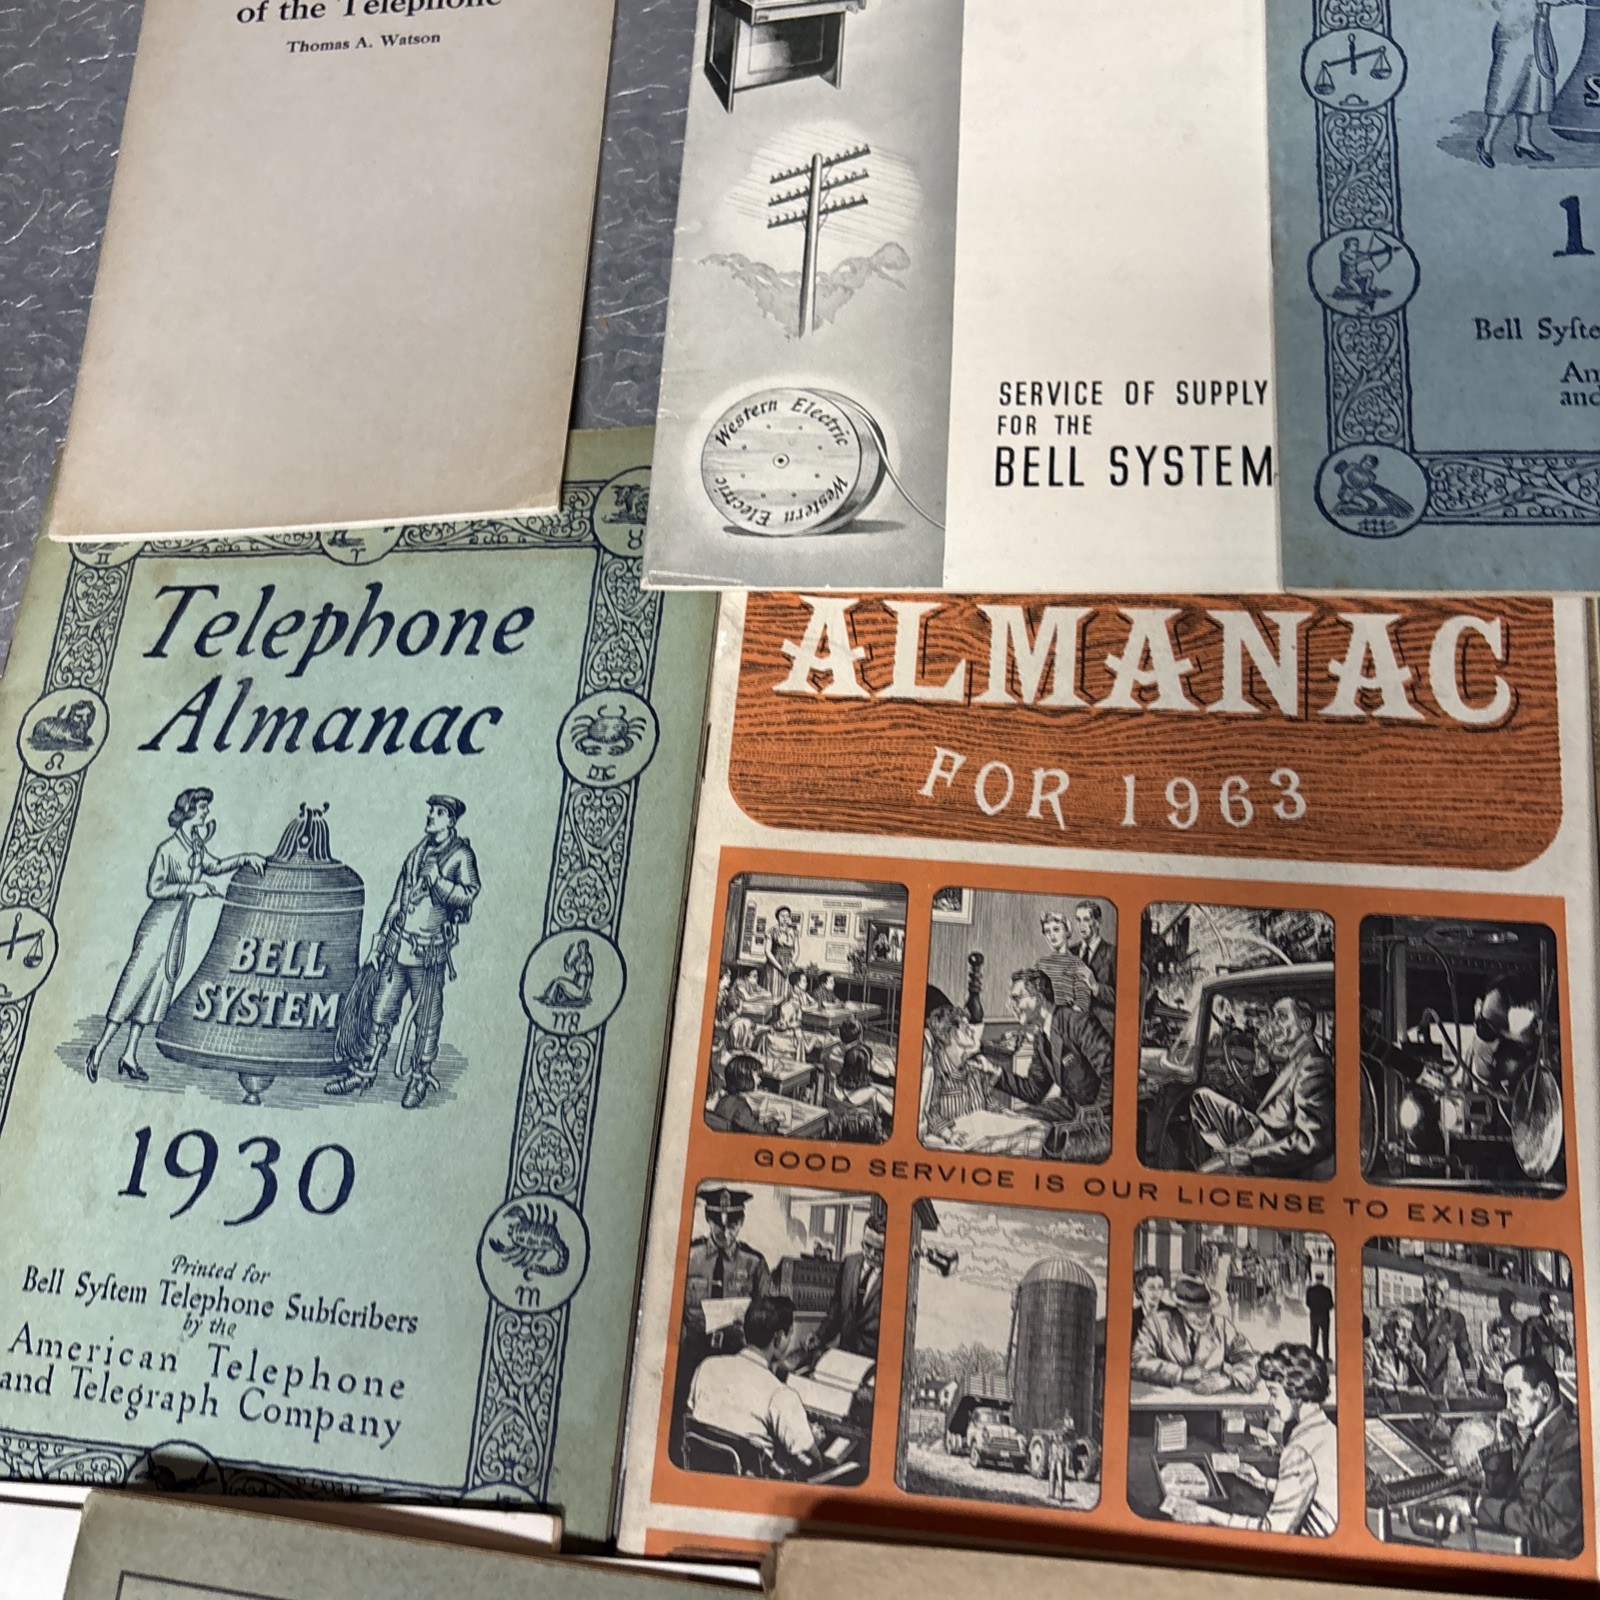 of the Telephone
Thomas A. Watson
Western Electric
Western Electric
SERVICE OF SUPPLY
FOR THE
BELL SYSTEM
1
Bell Syſte
An
and
Telephone
Almanac
BELL
SYSTEM
1930
Printed for
Bell Syſtem Telephone Subſcribers
by the
American Telephone
and Telegraph Company
ALMANAC
FOR 1963
GOOD SERVICE IS OUR LICENSE TO EXIST